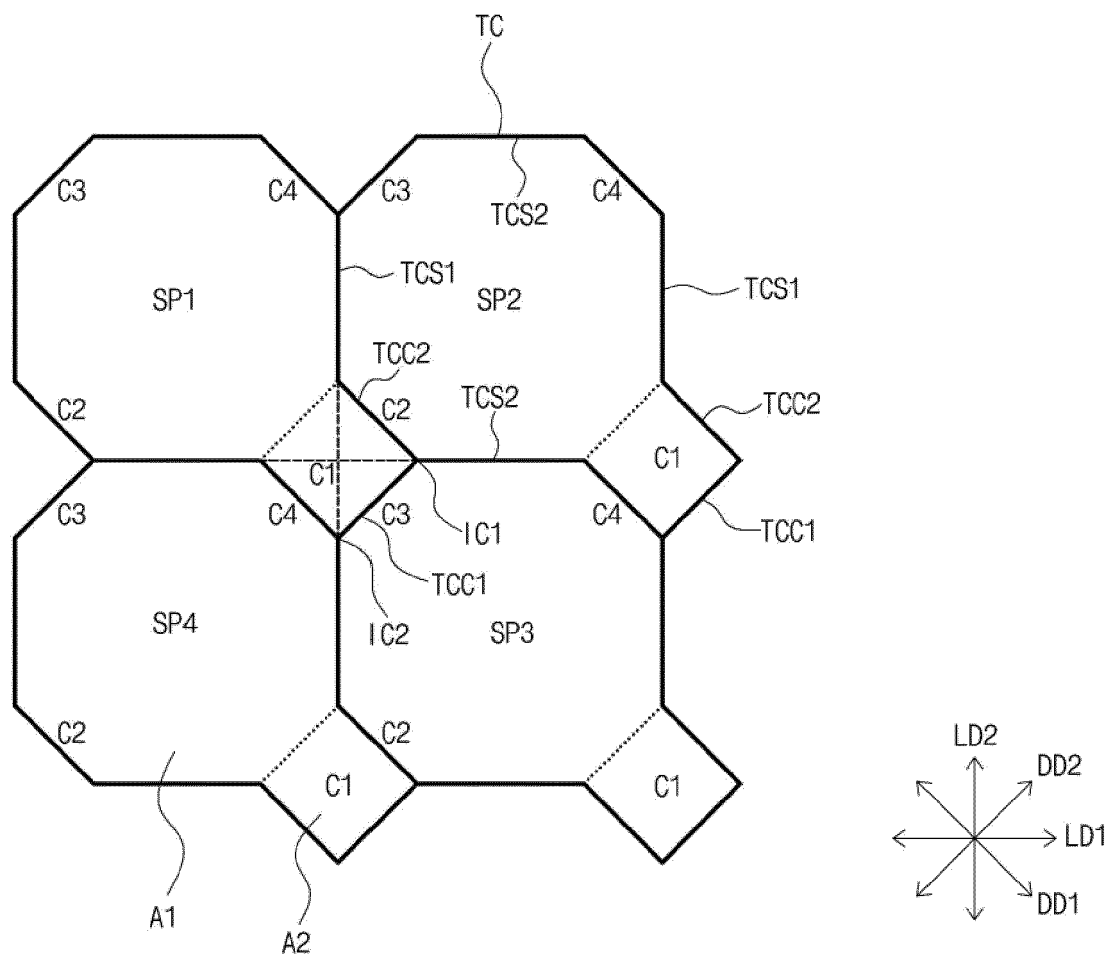 TC
C3
C4
C3
C4
TCS2
TCS1
TCS1
SP1
SP2
TCC2
C2
C2
TCS2
TCC2
C1
C1
C3
C4
C3
IC1
C4
TCC1
TCC1
SP4
IC2
SP3
C2
C2
LD2
DD2
C1
C1
LD1
A1
A2
DD1